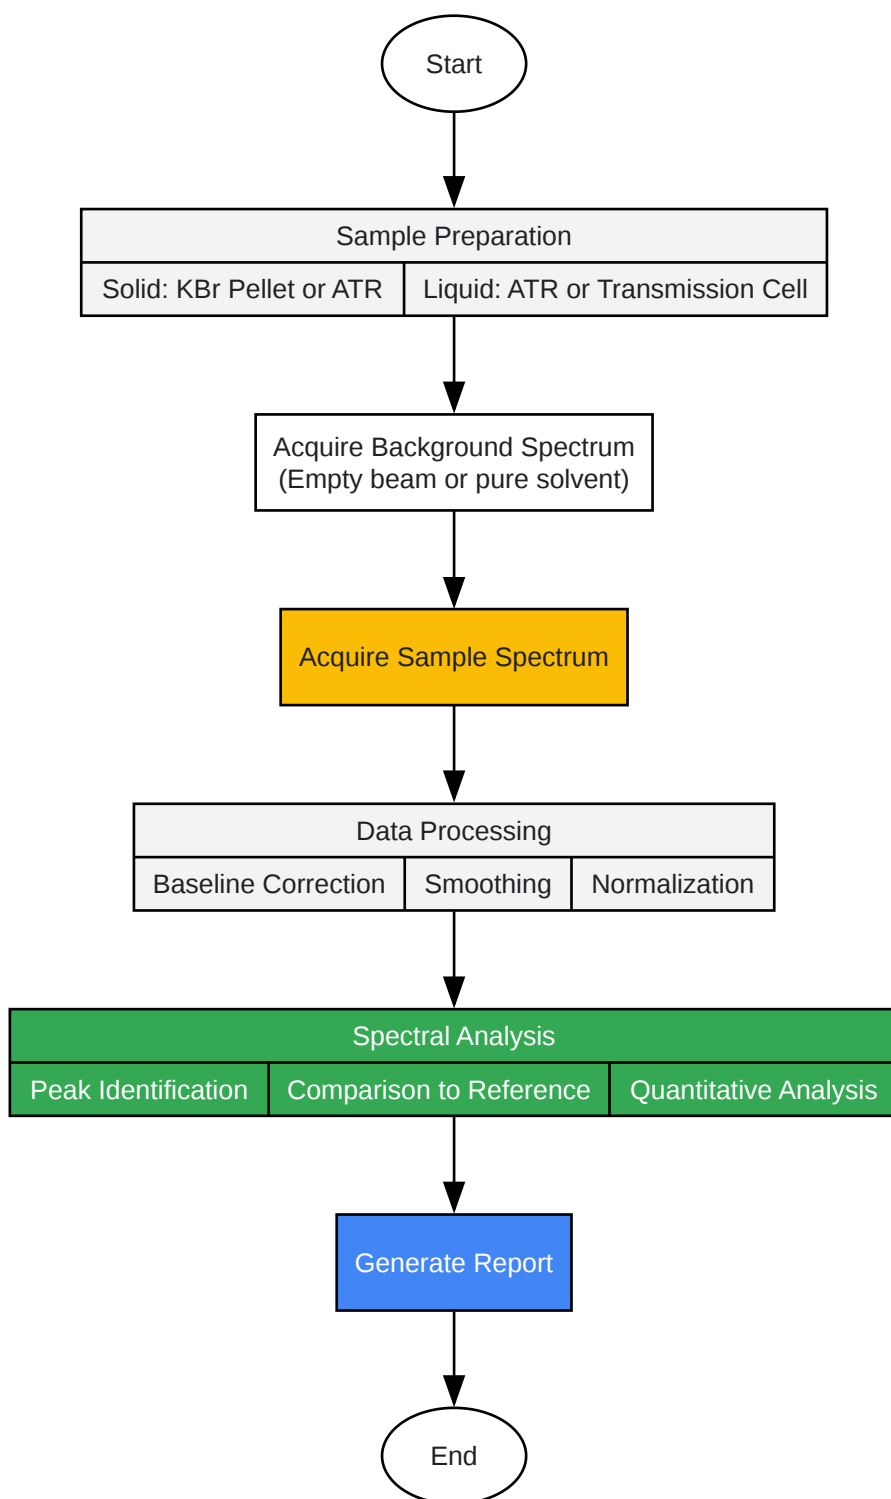 Start
Sample Preparation
Solid: KBr Pellet or ATR
Liquid: ATR or Transmission Cell
Acquire Background Spectrum
(Empty beam or pure solvent)
Acquire Sample Spectrum
Data Processing
Baseline Correction
Smoothing
Normalization
Spectral Analysis
Peak Identification
Comparison to Reference
Quantitative Analysis
Generate Report
End